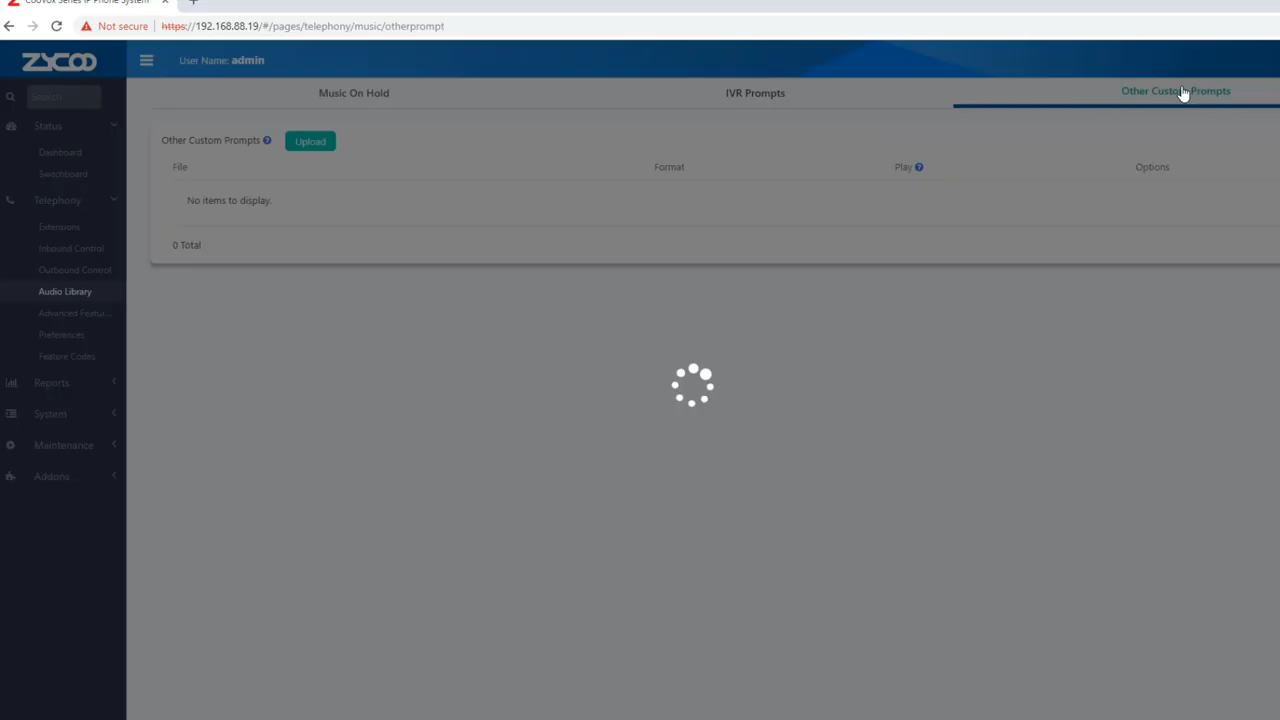 CooVox Series IP Phone System
Not secure https://192.168.88.19/#/pages/telephony/music/otherprompt
ZYCOO
User Name: admin
Search
Music On Hold
IVR Prompts
Other Custom Prompts
Other Custom Prompts
Upload
File
Format
Play
Options
No items to display.
0 Total
Status
Dashboard
Switchboard
Telephony
Extensions
Inbound Control
Outbound Control
Audio Library
Advanced Featur...
Preferences
Feature Codes
Reports
System
Maintenance
Addons